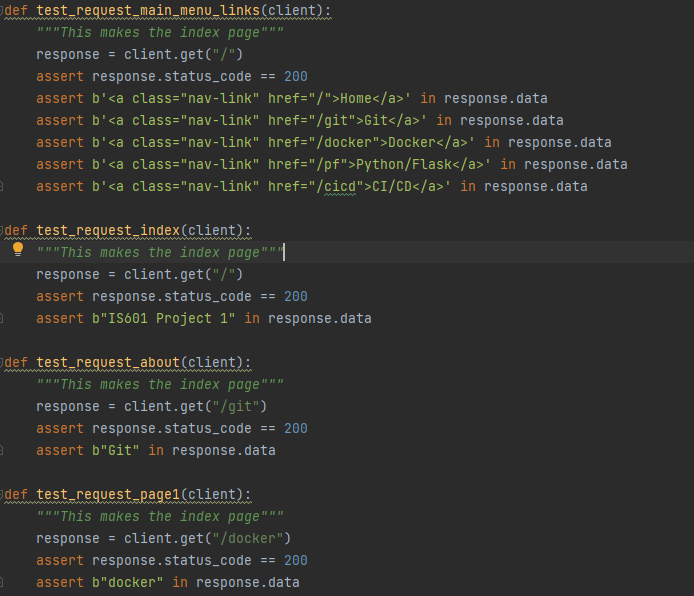 def test_request_main_menu_links(client):
    """This makes the index page"""
    response = client.get("/")
    assert response.status_code == 200
    assert b'<a class="nav-link" href="/">Home</a>' in response.data
    assert b'<a class="nav-link" href="/git">Git</a>' in response.data
    assert b'<a class="nav-link" href="/docker">Docker</a>' in response.data
    assert b'<a class="nav-link" href="/pf">Python/Flask</a>' in response.data
    assert b'<a class="nav-link" href="/cicd">CI/CD</a>' in response.data
def test_request_index(client):
    """This makes the index page"""
    response = client.get("/")
    assert response.status_code == 200
    assert b"IS601 Project 1" in response.data
def test_request_about(client):
    """This makes the index page"""
    response = client.get("/git")
    assert response.status_code == 200
    assert b"Git" in response.data
def test_request_page1(client):
    """This makes the index page"""
    response = client.get("/docker")
    assert response.status_code == 200
    assert b"docker" in response.data